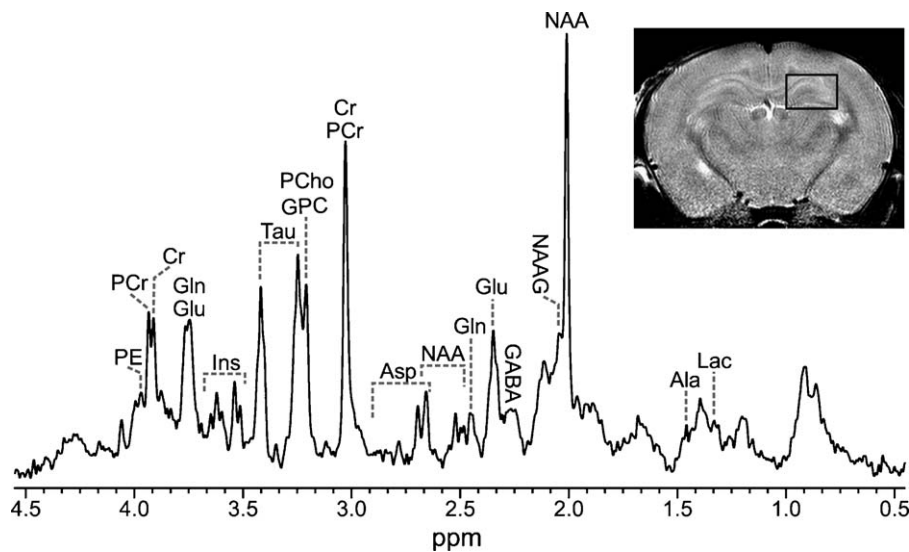 NAA
Cr
PCr
PCho
GPC
Tau
Cr
PCr
Gln
Glu
PE
Ins
Asp
NAA
Gln
Glu
GABA
NAAG
Ala
Lac
4.5 4.0 3.5 3.0 2.5 2.0 1.5 1.0 0.5
ppm